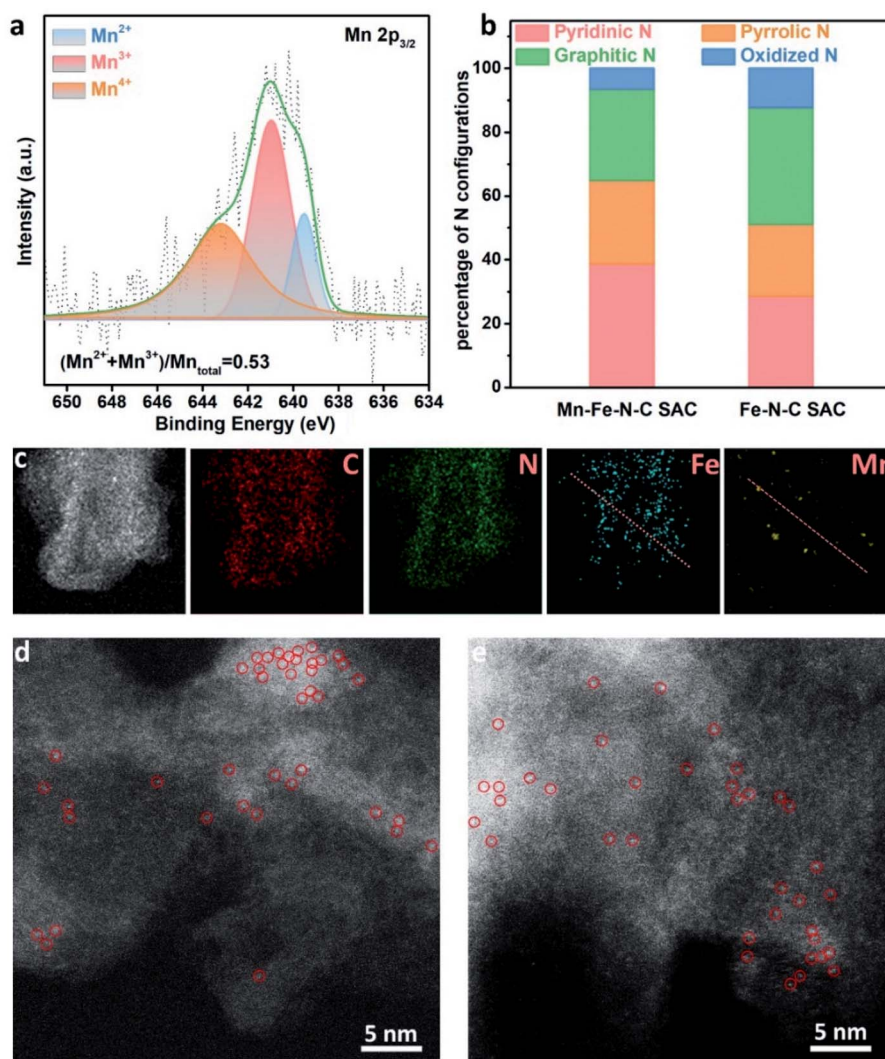 a
Mn²⁺
Mn³⁺
Mn⁴⁺
Mn 2p₃/₂
Intensity (a.u.)
(Mn²⁺+Mn³⁺)/Mnₜₒₜₐₗ=0.53
650 648 646 644 642 640 638 636 634
Binding Energy (eV)
b
Pyridinic N
Pyrrolic N
Graphitic N
Oxidized N
percentage of N configurations
100
80
60
40
20
0
Mn-Fe-N-C SAC
Fe-N-C SAC
c
C
N
Fe
Mn
d
5 nm
e
5 nm